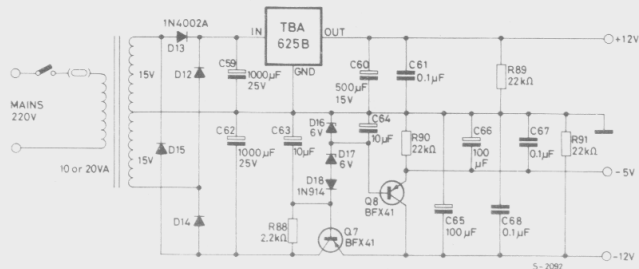 1N4002A
D13
IN
TBA
625B
OUT
GND
+12V
15V
D12
C59
1000µF
25V
C60
500µF
15V
C61
0.1µF
R89
22kΩ
MAINS
220V
10 or 20VA
15V
D15
C62
1000µF
25V
C63
10µF
D16
6V
D17
6V
D18
1N914
C64
10µF
R90
22kΩ
C66
100
µF
C67
0.1µF
R91
22kΩ
-5V
Q8
BFX41
C65
100µF
C68
0.1µF
D14
R88
2.2kΩ
Q7
BFX41
-12V
S-2092